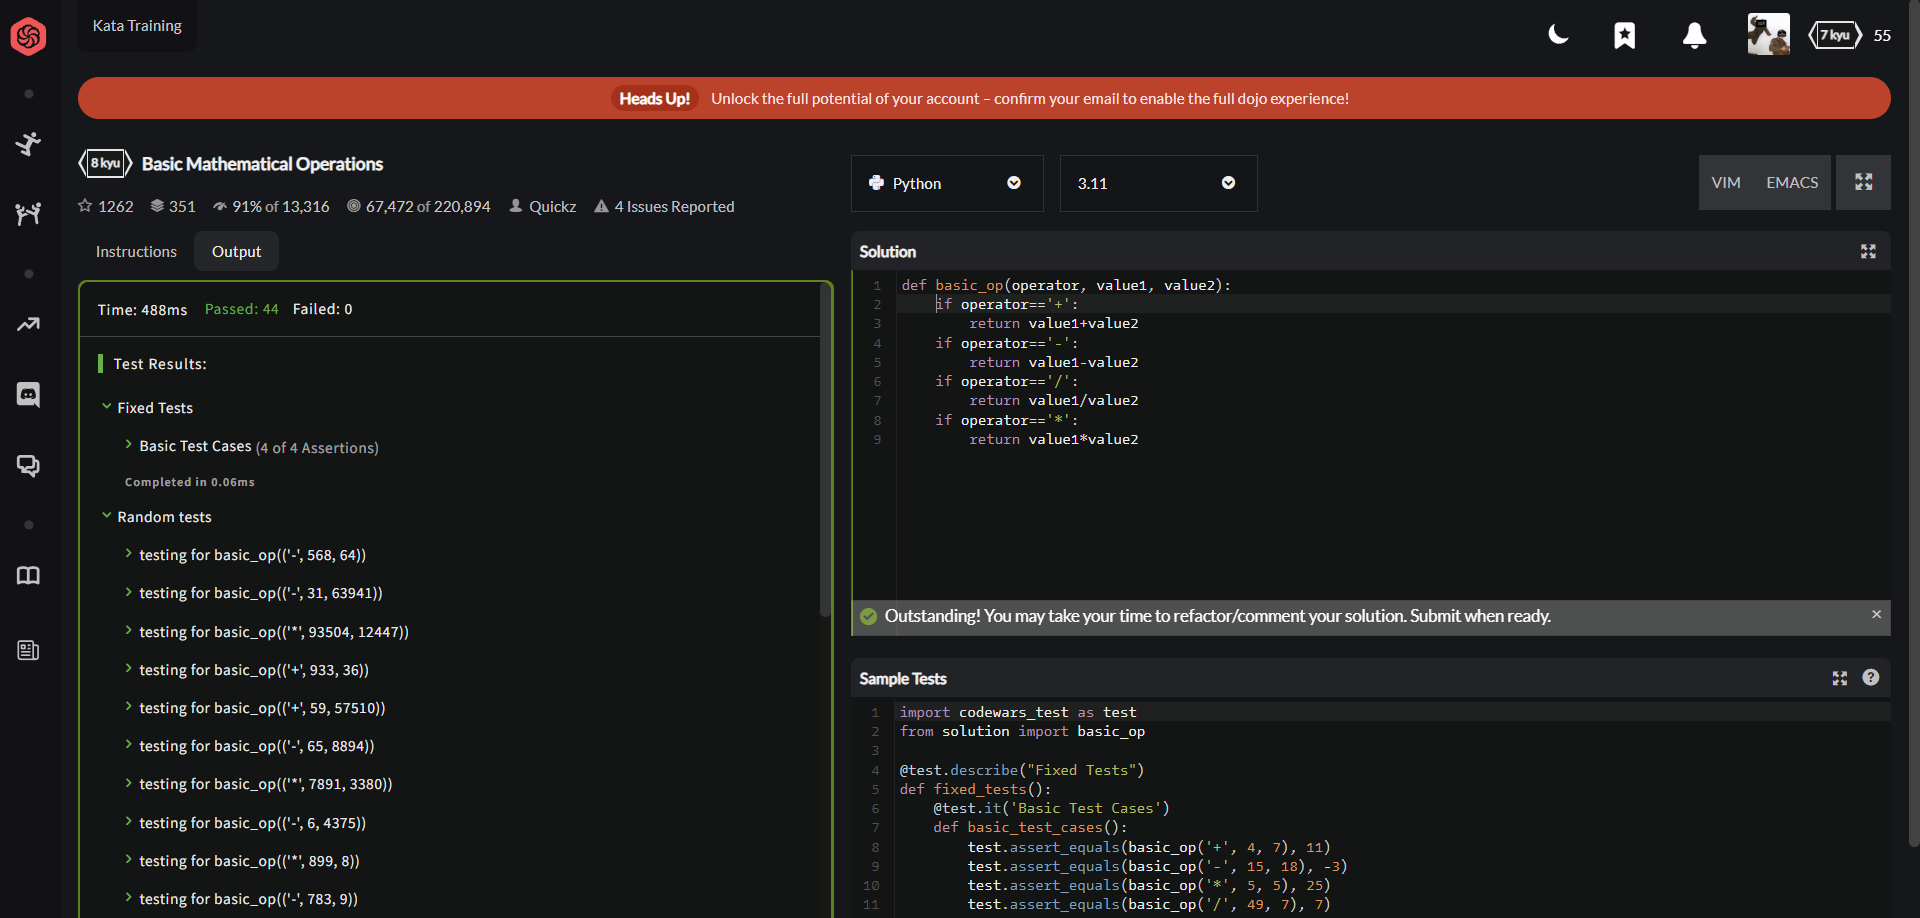 Kata Training
7 kyu 55
Heads Up! Unlock the full potential of your account – confirm your email to enable the full dojo experience!
8 kyu Basic Mathematical Operations
1262 351 91% of 13,316 67,472 of 220,894 Quickz 4 Issues Reported
Python 3.11
VIM EMACS
Instructions Output
Time: 488ms Passed: 44 Failed: 0
Test Results:
Fixed Tests
Basic Test Cases (4 of 4 Assertions)
Completed in 0.06ms
Random tests
testing for basic_op(('-', 568, 64))
testing for basic_op(('-', 31, 63941))
testing for basic_op(('*', 93504, 12447))
testing for basic_op(('+', 933, 36))
testing for basic_op(('+', 59, 57510))
testing for basic_op(('-', 65, 8894))
testing for basic_op(('*', 7891, 3380))
testing for basic_op(('-', 6, 4375))
testing for basic_op(('*', 899, 8))
testing for basic_op(('-', 783, 9))
Solution
1 def basic_op(operator, value1, value2):
2     if operator=='+':
3         return value1+value2
4     if operator=='-':
5         return value1-value2
6     if operator=='/':
7         return value1/value2
8     if operator=='*':
9         return value1*value2
Outstanding! You may take your time to refactor/comment your solution. Submit when ready. ×
Sample Tests ?
1 import codewars_test as test
2 from solution import basic_op
3
4 @test.describe("Fixed Tests")
5 def fixed_tests():
6     @test.it('Basic Test Cases')
7     def basic_test_cases():
8         test.assert_equals(basic_op('+', 4, 7), 11)
9         test.assert_equals(basic_op('-', 15, 18), -3)
10         test.assert_equals(basic_op('*', 5, 5), 25)
11         test.assert_equals(basic_op('/', 49, 7), 7)